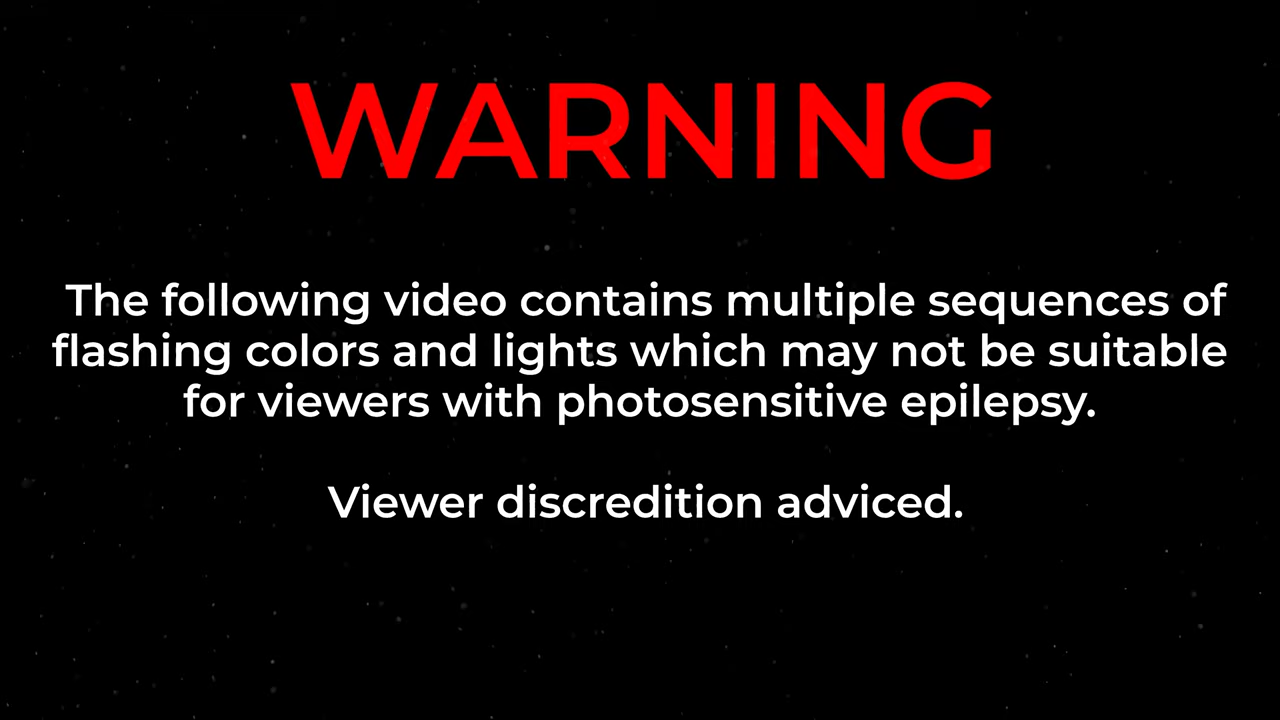 WARNING
The following video contains multiple sequences of
flashing colors and lights which may not be suitable
for viewers with photosensitive epilepsy.
Viewer discredition adviced.